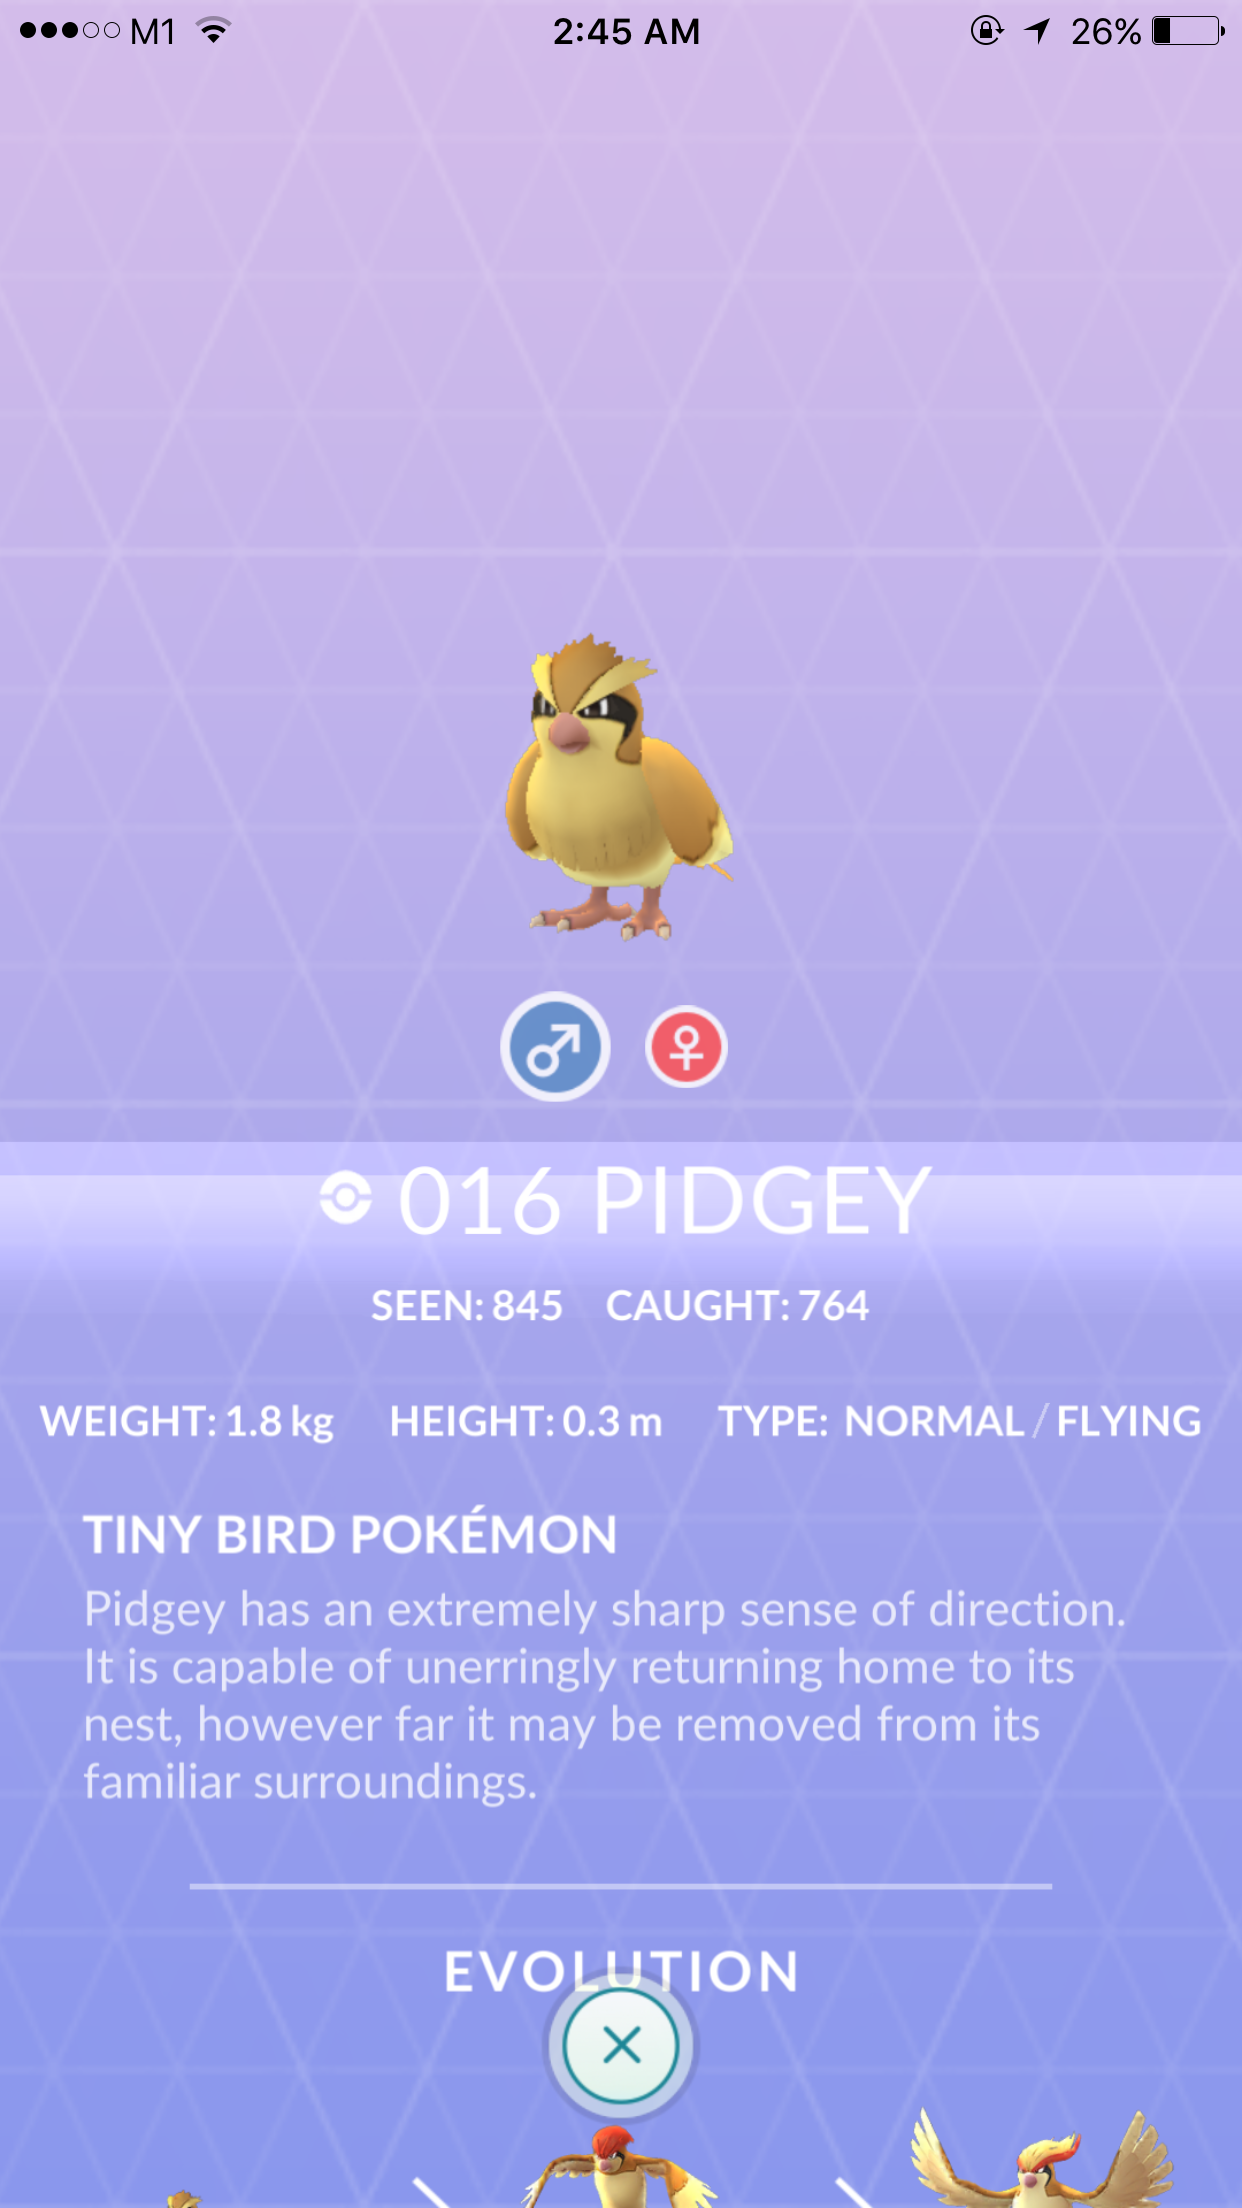 M1 2:45 AM 26%
016 PIDGEY
SEEN: 845 CAUGHT: 764
WEIGHT: 1.8 kg HEIGHT: 0.3 m TYPE: NORMAL / FLYING
TINY BIRD POKÉMON
Pidgey has an extremely sharp sense of direction.
It is capable of unerringly returning home to its
nest, however far it may be removed from its
familiar surroundings.
EVOLUTION